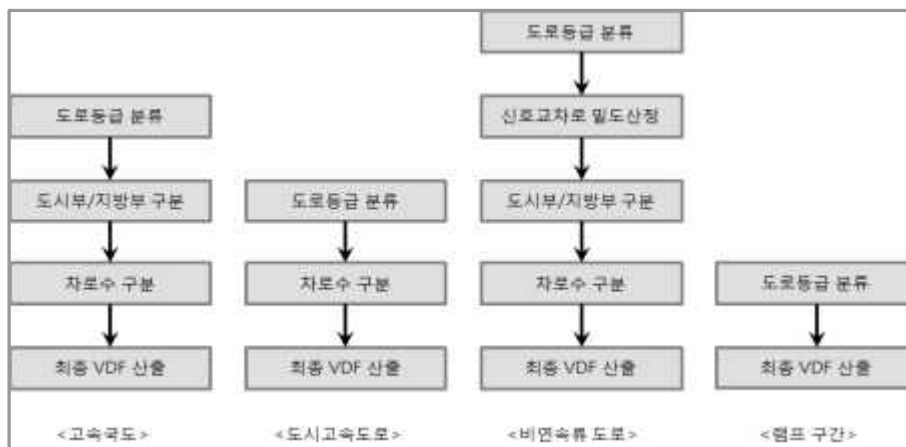 도로등급 분류
도시부/지방부 구분
차로수 구분
최종 VDF 산출
<고속국도>
도로등급 분류
차로수 구분
최종 VDF 산출
<도시고속도로>
도로등급 분류
신호교차로 밀도산정
도시부/지방부 구분
차로수 구분
최종 VDF 산출
<비연속류 도로>
도로등급 분류
최종 VDF 산출
<램프 구간>